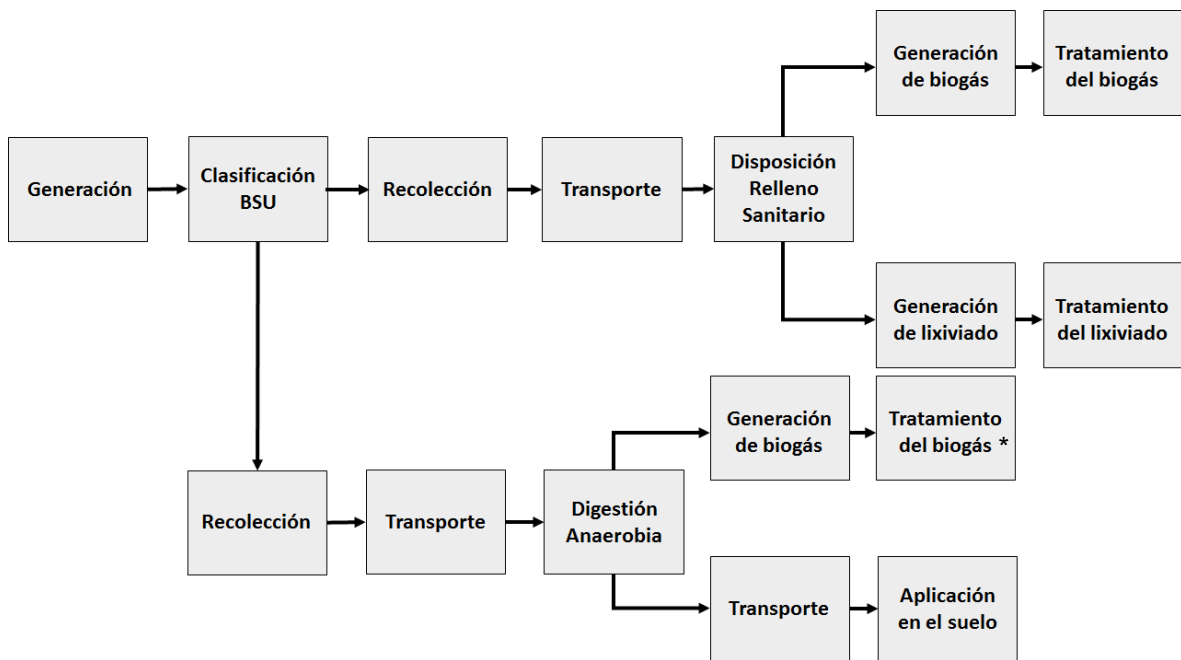 Generación
de biogás
Tratamiento
del biogás
Generación
Clasificación
BSU
Recolección
Transporte
Disposición
Relleno
Sanitario
Generación
de lixiviado
Tratamiento
del lixiviado
Generación
de biogás
Tratamiento
del biogás *
Recolección
Transporte
Digestión
Anaerobia
Transporte
Aplicación
en el suelo